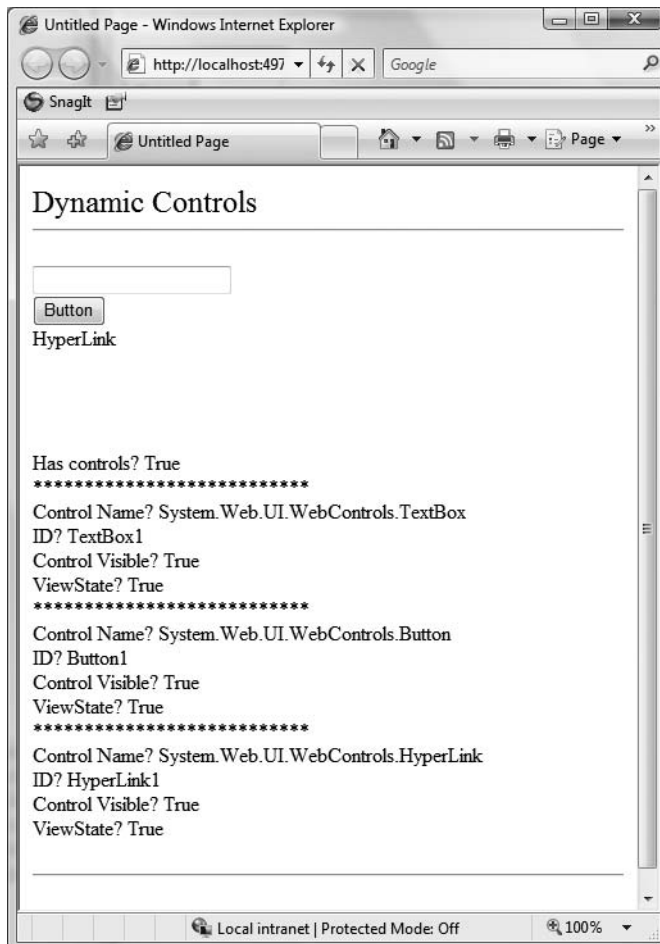 Untitled Page - Windows Internet Explorer
http://localhost:497
Google
SnagIt
Untitled Page
Page
Dynamic Controls
Button
HyperLink
Has controls? True
***************************
Control Name? System.Web.UI.WebControls.TextBox
ID? TextBox1
Control Visible? True
ViewState? True
***************************
Control Name? System.Web.UI.WebControls.Button
ID? Button1
Control Visible? True
ViewState? True
***************************
Control Name? System.Web.UI.WebControls.HyperLink
ID? HyperLink1
Control Visible? True
ViewState? True
Local intranet | Protected Mode: Off 100%